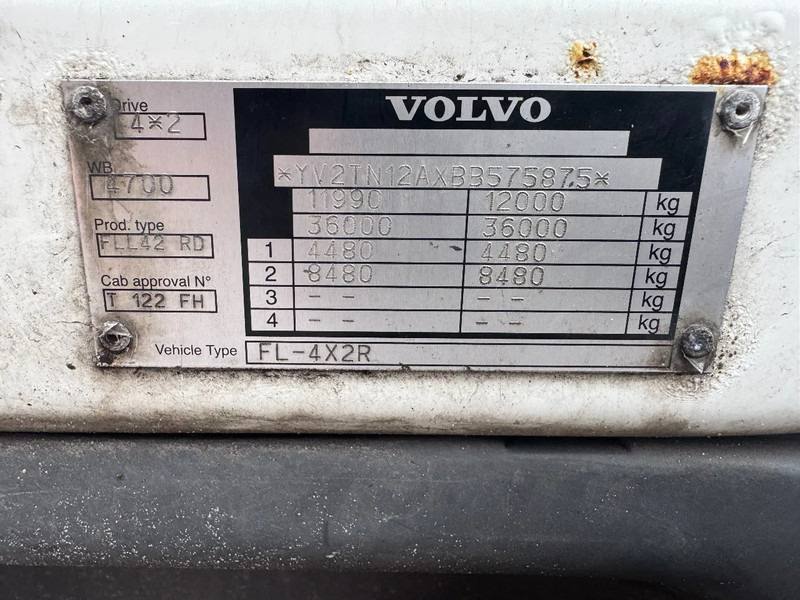 VOLVO
Drive
4*2
WB
4700
Prod. type
FLL42 RD
Cab approval N°
T 122 FH
*YV2TN12AXBB575875*
11990 12000 kg
36000 36000 kg
1 4480 4480 kg
2 8480 8480 kg
3 - - - - kg
4 - - - - kg
Vehicle Type FL-4X2R